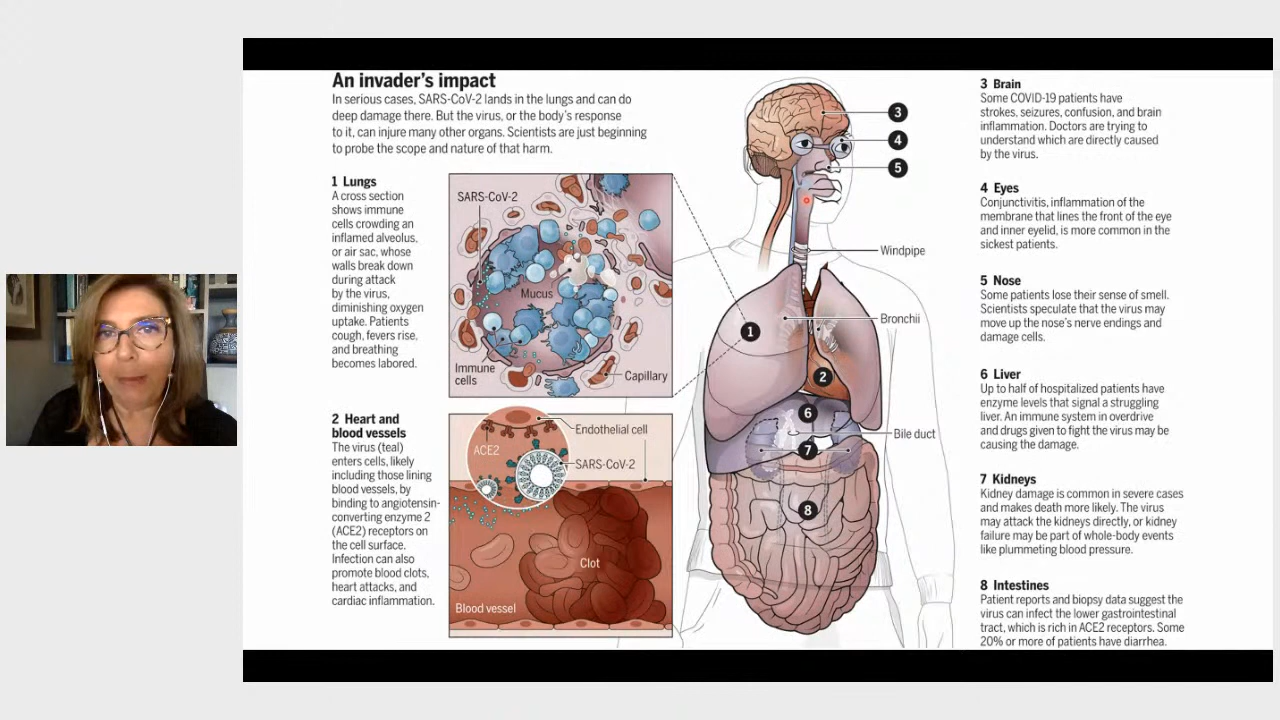 An invader's impact
In serious cases, SARS-CoV-2 lands in the lungs and can do
deep damage there. But the virus, or the body's response
to it, can injure many other organs. Scientists are just beginning
to probe the scope and nature of that harm.
1 Lungs
A cross section
shows immune
cells crowding an
inflamed alveolus,
or air sac, whose
walls break down
during attack
by the virus,
diminishing oxygen
uptake. Patients
cough, fevers rise,
and breathing
becomes labored.
SARS-CoV-2
Mucus
Immune
cells
Capillary
2 Heart and
blood vessels
The virus (teal)
enters cells, likely
including those lining
blood vessels, by
binding to angiotensin-
converting enzyme 2
(ACE2) receptors on
the cell surface.
Infection can also
promote blood clots,
heart attacks, and
cardiac inflammation.
Endothelial cell
ACE2
SARS-CoV-2
Clot
Blood vessel
3
4
5
Windpipe
Bronchii
1
2
6
Bile duct
7
8
3 Brain
Some COVID-19 patients have
strokes, seizures, confusion, and brain
inflammation. Doctors are trying to
understand which are directly caused
by the virus.
4 Eyes
Conjunctivitis, inflammation of the
membrane that lines the front of the eye
and inner eyelid, is more common in the
sickest patients.
5 Nose
Some patients lose their sense of smell.
Scientists speculate that the virus may
move up the nose's nerve endings and
damage cells.
6 Liver
Up to half of hospitalized patients have
enzyme levels that signal a struggling
liver. An immune system in overdrive
and drugs given to fight the virus may be
causing the damage.
7 Kidneys
Kidney damage is common in severe cases
and makes death more likely. The virus
may attack the kidneys directly, or kidney
failure may be part of whole-body events
like plummeting blood pressure.
8 Intestines
Patient reports and biopsy data suggest the
virus can infect the lower gastrointestinal
tract, which is rich in ACE2 receptors. Some
20% or more of patients have diarrhea.